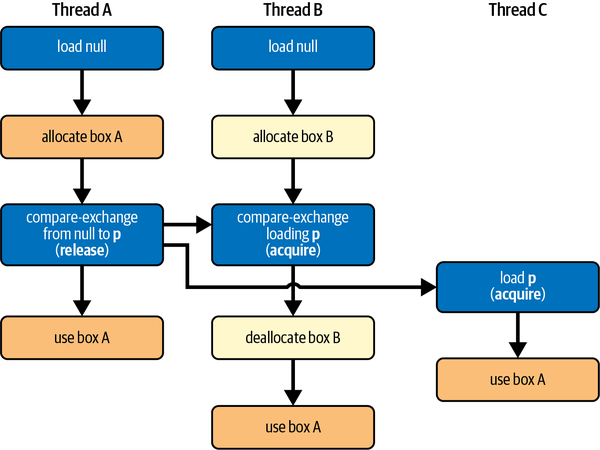 Thread A
Thread B
Thread C
load null
load null
allocate box A
allocate box B
compare-exchange
from null to p
(release)
compare-exchange
loading p
(acquire)
load p
(acquire)
use box A
deallocate box B
use box A
use box A